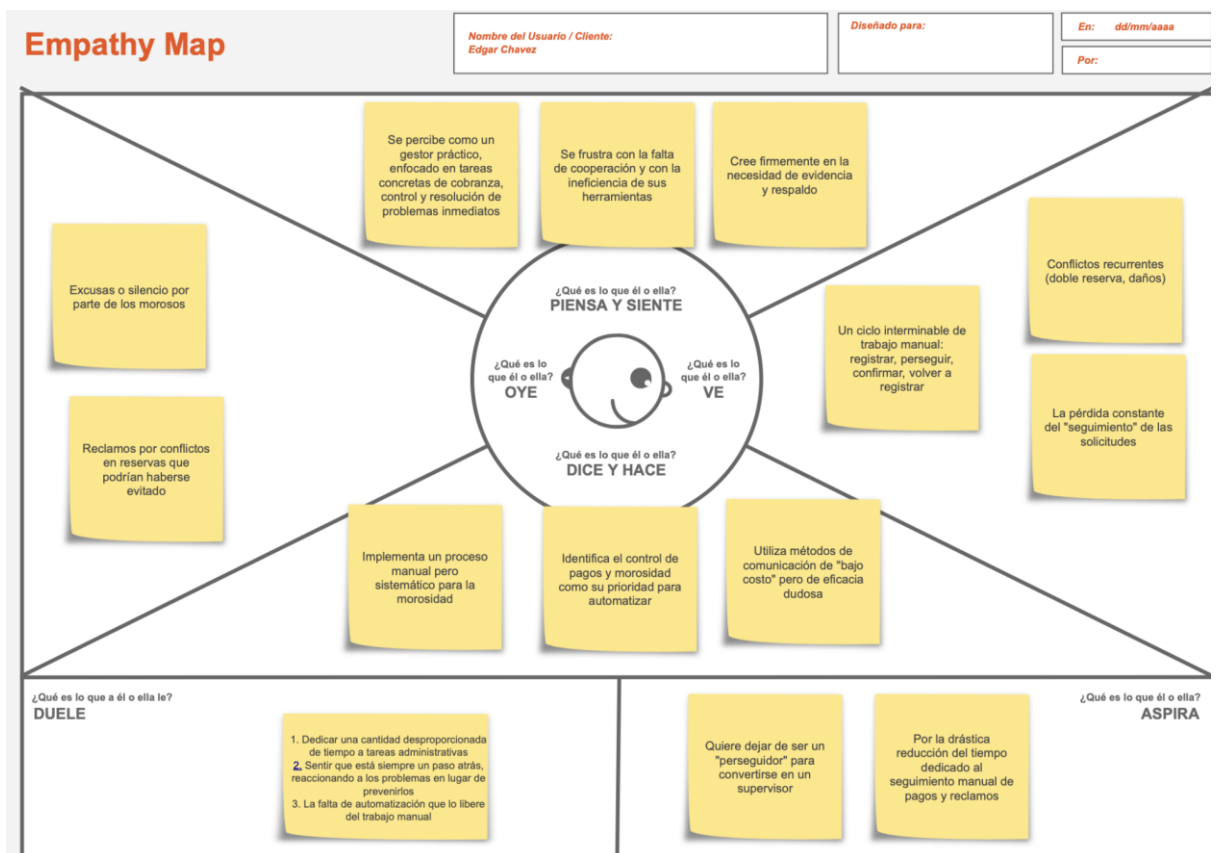 Empathy Map
Nombre del Usuario / Cliente:
Edgar Chavez
Diseñado para:
En: dd/mm/aaaa
Por:
Se percibe como un
gestor práctico,
enfocado en tareas
concretas de cobranza,
control y resolución de
problemas inmediatos
Se frustra con la falta
de cooperación y con la
ineficiencia de sus
herramientas
Cree firmemente en la
necesidad de evidencia
y respaldo
Excusas o silencio por
parte de los morosos
Reclamos por conflictos
en reservas que
podrían haberse
evitado
¿Qué es lo que él o ella?
PIENSA Y SIENTE
¿Qué es lo
que él o ella?
OYE
¿Qué es lo
que él o ella?
VE
¿Qué es lo que él o ella?
DICE Y HACE
Un ciclo interminable de
trabajo manual:
registrar, perseguir,
confirmar, volver a
registrar
Conflictos recurrentes
(doble reserva, daños)
La pérdida constante
del "seguimiento" de las
solicitudes
Implementa un proceso
manual pero
sistemático para la
morosidad
Identifica el control de
pagos y morosidad
como su prioridad para
automatizar
Utiliza métodos de
comunicación de "bajo
costo" pero de eficacia
dudosa
¿Qué es lo que a él o ella le?
DUELE
1. Dedicar una cantidad desproporcionada
de tiempo a tareas administrativas
2. Sentir que está siempre un paso atrás,
reaccionando a los problemas en lugar de
prevenirlos
3. La falta de automatización que lo libere
del trabajo manual
¿Qué es lo que él o ella?
ASPIRA
Quiere dejar de ser un
"perseguidor" para
convertirse en un
supervisor
Por la drástica
reducción del tiempo
dedicado al
seguimiento manual de
pagos y reclamos